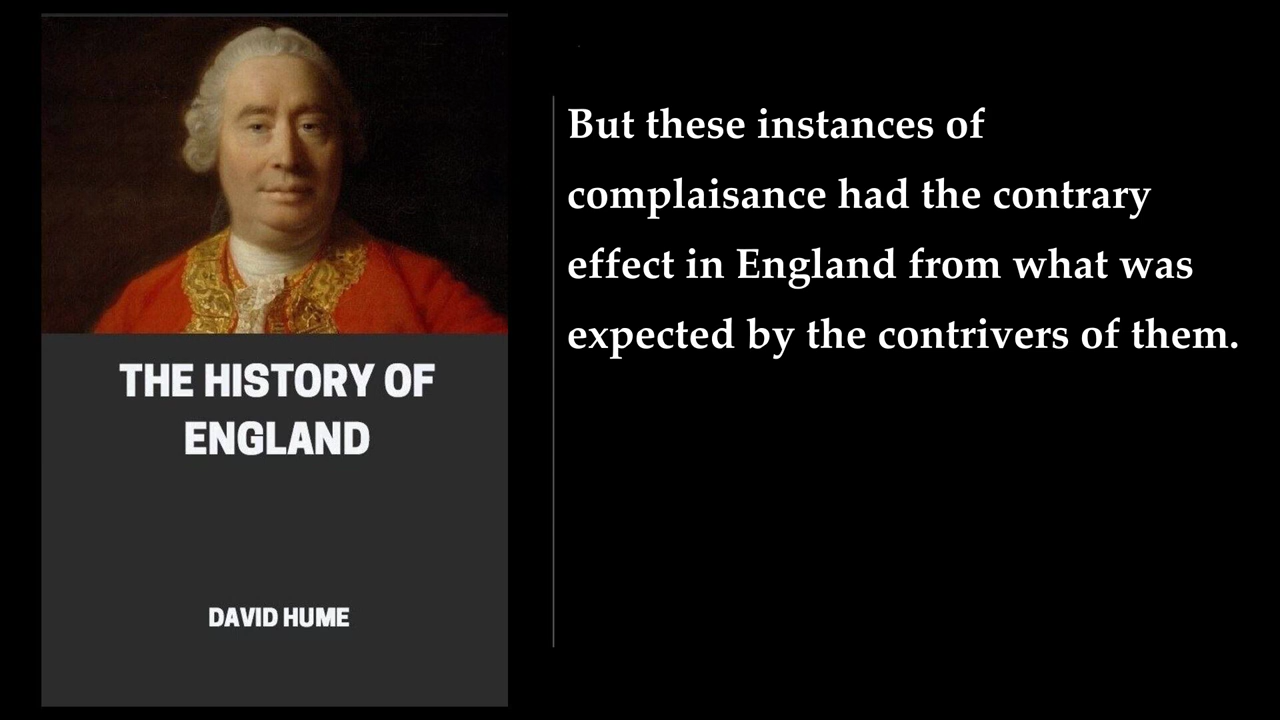 THE HISTORY OF
ENGLAND
DAVID HUME
But these instances of
complaisance had the contrary
effect in England from what was
expected by the contrivers of them.